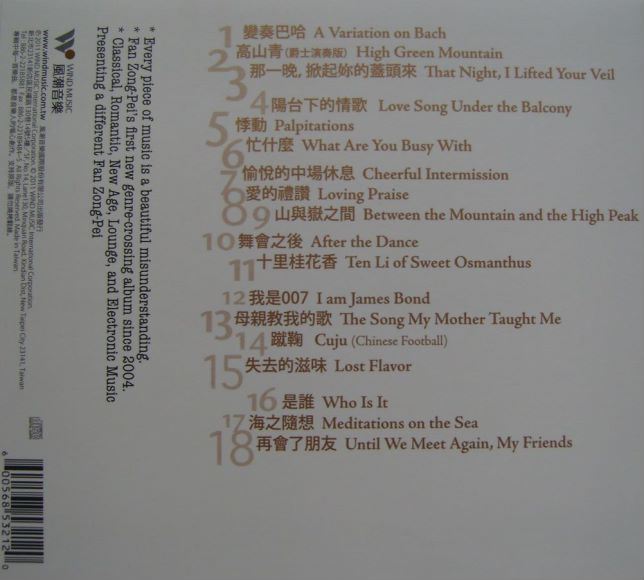 1 變奏巴哈 A Variation on Bach
2 高山青(爵士演奏版) High Green Mountain
3 那一晚, 掀起妳的蓋頭來 That Night, I Lifted Your Veil
4 陽台下的情歌 Love Song Under the Balcony
5 悸動 Palpitations
6 忙什麼 What Are You Busy With
7 愉悅的中場休息 Cheerful Intermission
8 愛的禮讚 Loving Praise
9 山與嶽之間 Between the Mountain and the High Peak
10 舞會之後 After the Dance
11 十里桂花香 Ten Li of Sweet Osmanthus
12 我是007 I am James Bond
13 母親教我的歌 The Song My Mother Taught Me
14 蹴鞠 Cuju (Chinese Football)
15 失去的滋味 Lost Flavor
16 是誰 Who Is It
17 海之隨想 Meditations on the Sea
18 再會了朋友 Until We Meet Again, My Friends
* Every piece of music is a beautiful misunderstanding.
* Fan Zong-Pei's first new genre-crossing album since 2004.
* Classical, Romantic, New Age, Lounge, and Electronic Music
Presenting a different Fan Zong-Pei
WIND MUSIC
風潮音樂
www.windmusic.com.tw
6 00568 53212 0